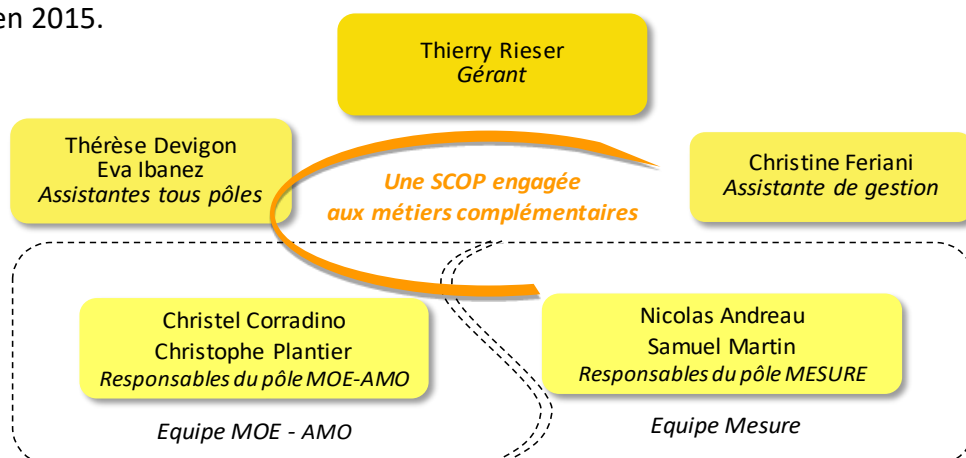 en 2015.
Thierry Rieser
Gérant
Thérèse Devigon
Eva Ibanez
Assistantes tous pôles
Une SCOP engagée
aux métiers complémentaires
Christine Feriani
Assistante de gestion
Christel Corradino
Christophe Plantier
Responsables du pôle MOE-AMO
Nicolas Andreau
Samuel Martin
Responsables du pôle MESURE
Equipe MOE - AMO
Equipe Mesure